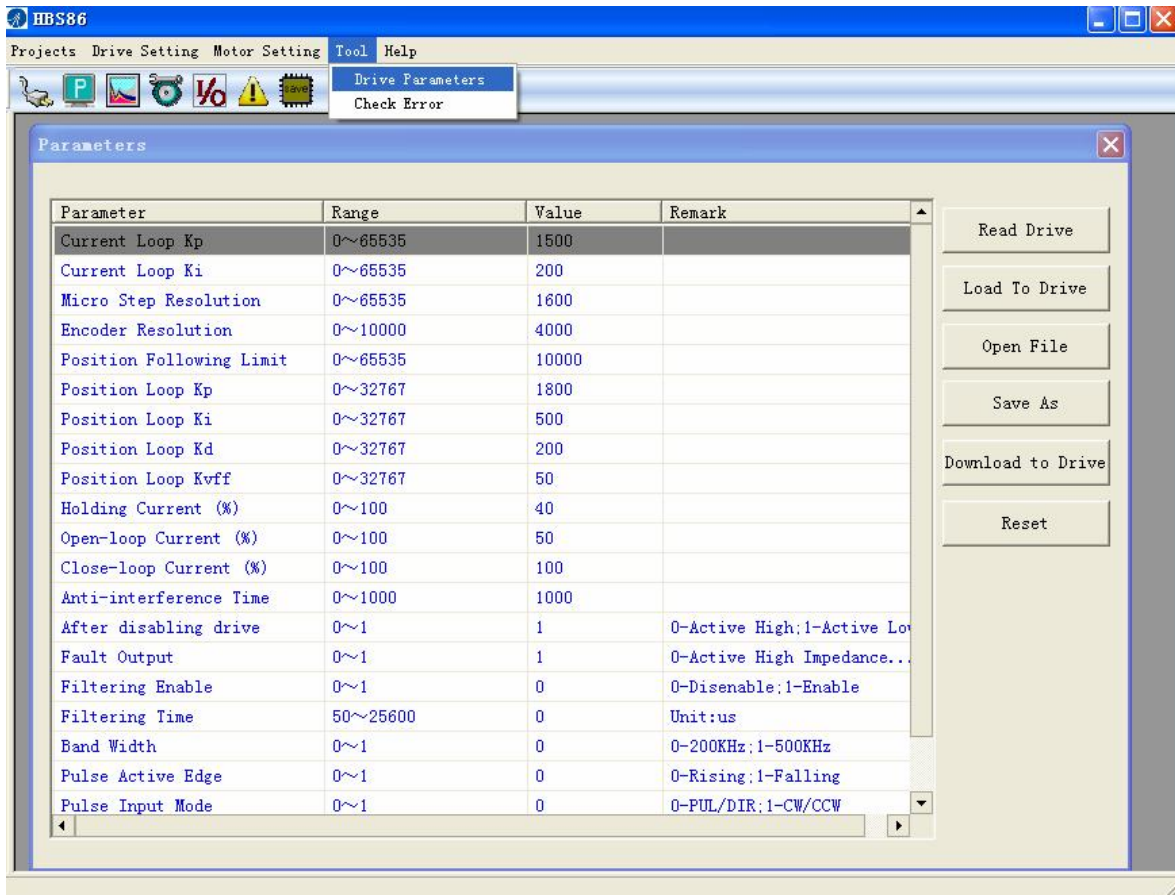 HBS86
Projects Drive Setting Motor Setting Tool Help
P I/O save
Drive Parameters
Check Error
Parameters
Parameter Range Value Remark
Current Loop Kp 0~65535 1500
Current Loop Ki 0~65535 200
Micro Step Resolution 0~65535 1600
Encoder Resolution 0~10000 4000
Position Following Limit 0~65535 10000
Position Loop Kp 0~32767 1800
Position Loop Ki 0~32767 500
Position Loop Kd 0~32767 200
Position Loop Kvff 0~32767 50
Holding Current (%) 0~100 40
Open-loop Current (%) 0~100 50
Close-loop Current (%) 0~100 100
Anti-interference Time 0~1000 1000
After disabling drive 0~1 1 0-Active High;1-Active Lo
Fault Output 0~1 1 0-Active High Impedance...
Filtering Enable 0~1 0 0-Disenable;1-Enable
Filtering Time 50~25600 0 Unit:us
Band Width 0~1 0 0-200KHz;1-500KHz
Pulse Active Edge 0~1 0 0-Rising;1-Falling
Pulse Input Mode 0~1 0 0-PUL/DIR;1-CW/CCW
Read Drive
Load To Drive
Open File
Save As
Download to Drive
Reset